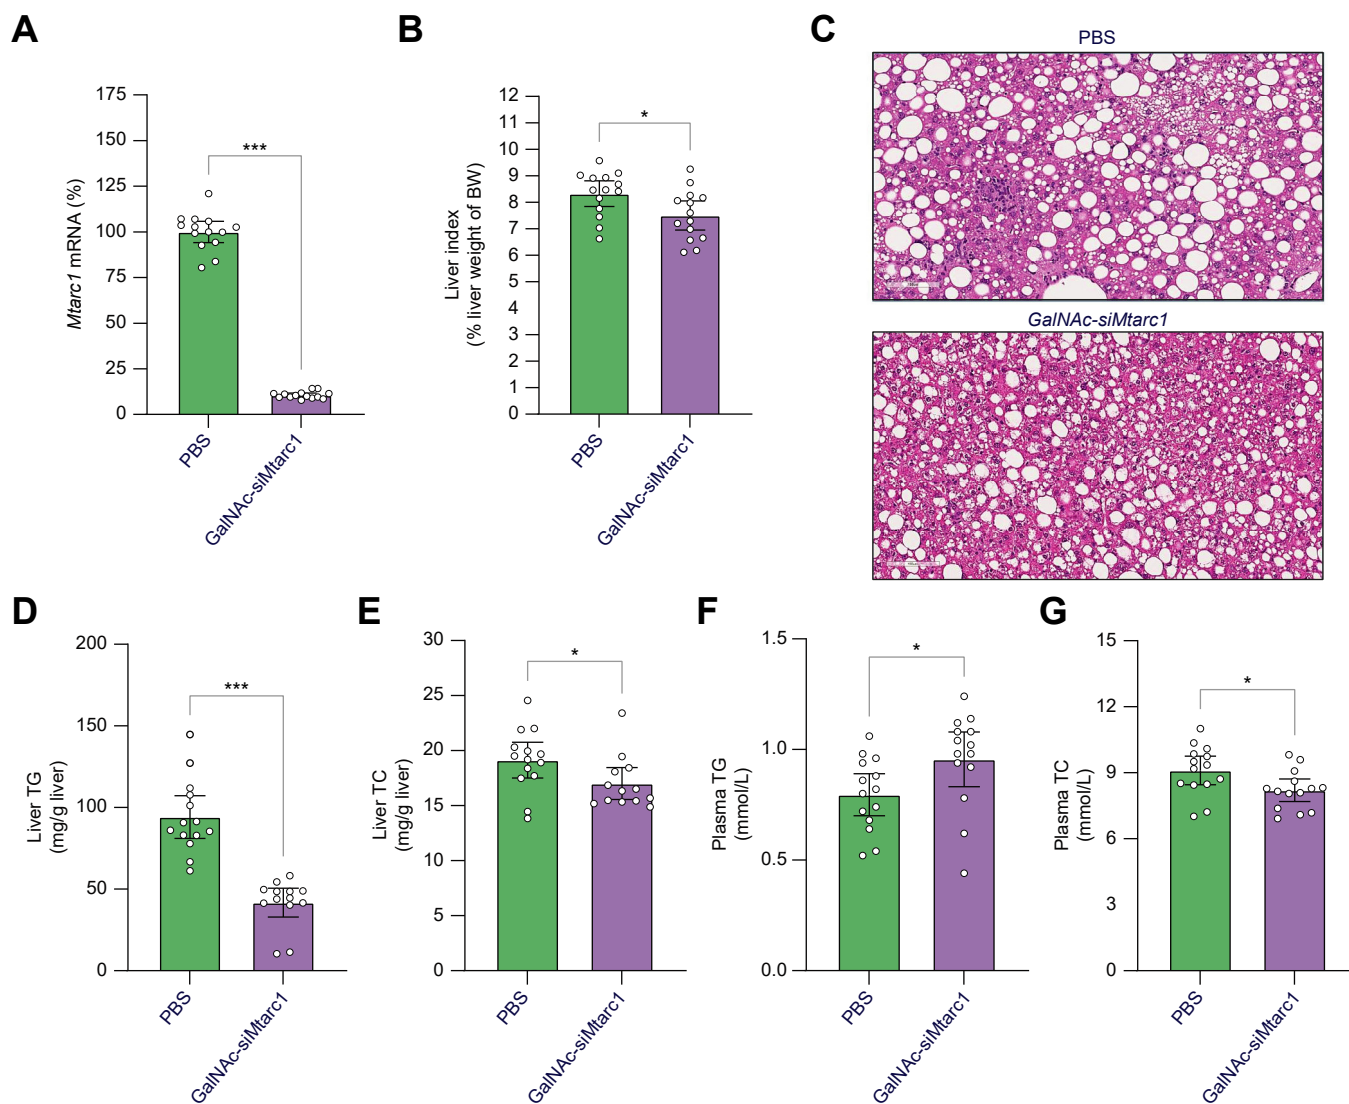 A
175
150
125
100
75
50
25
0
Mtarc1 mRNA (%)
***
PBS
GalNAc-siMtarc1
B
12
11
10
9
8
7
6
5
4
3
2
1
0
Liver index
(% liver weight of BW)
*
PBS
GalNAc-siMtarc1
C
PBS
GalNAc-siMtarc1
D
200
150
100
50
0
Liver TG
(mg/g liver)
***
PBS
GalNAc-siMtarc1
E
30
25
20
15
10
5
0
Liver TC
(mg/g liver)
*
PBS
GalNAc-siMtarc1
F
1.5
1.0
0.5
0.0
Plasma TG
(mmol/L)
*
PBS
GalNAc-siMtarc1
G
15
12
9
6
3
0
Plasma TC
(mmol/L)
*
PBS
GalNAc-siMtarc1